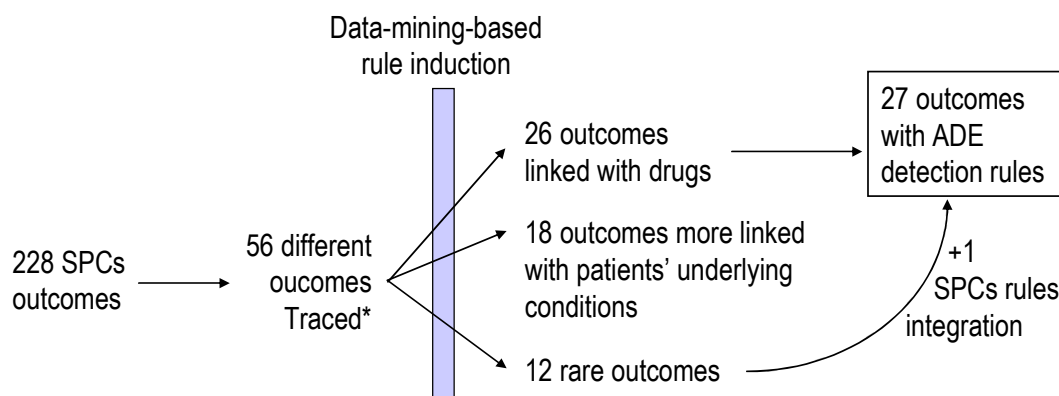 Data-mining-based
rule induction
228 SPCs
outcomes
56 different
oucomes
Traced*
26 outcomes
linked with drugs
18 outcomes more linked
with patients’ underlying
conditions
12 rare outcomes
27 outcomes
with ADE
detection rules
+1
SPCs rules
integration